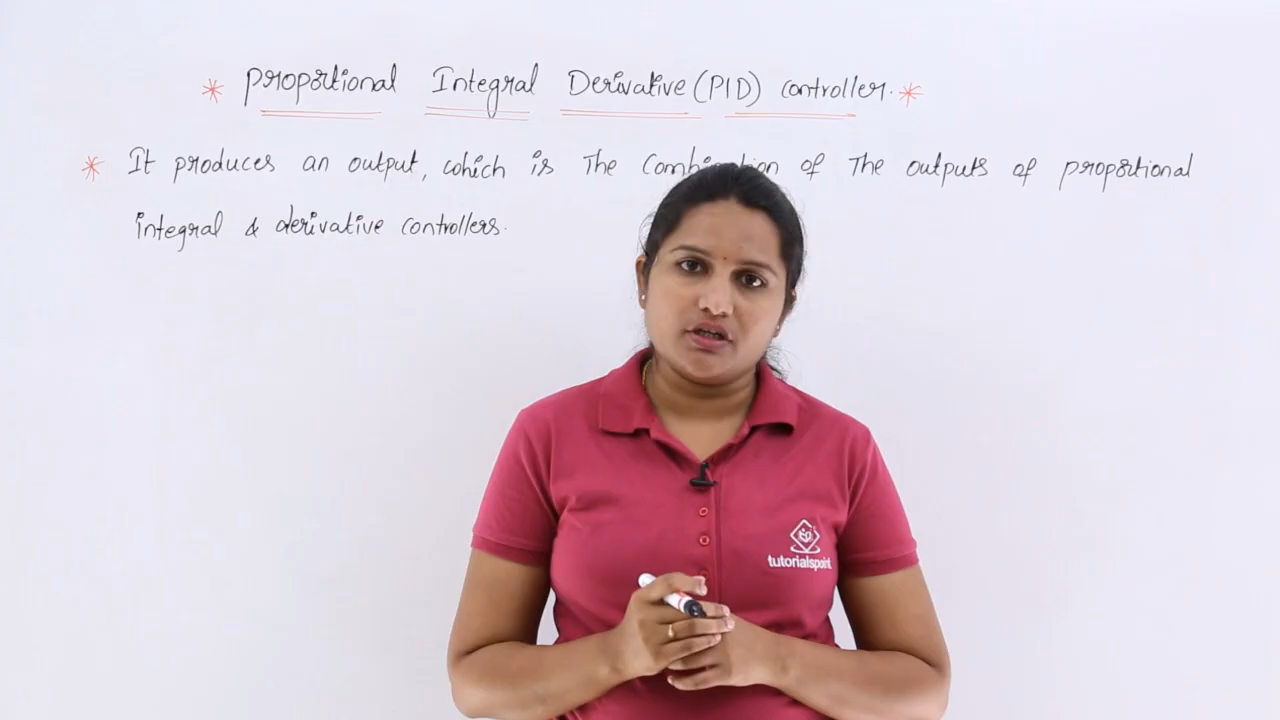 * Proportional Integral Derivative (PID) controller. *
* It produces an output, which is The Combination of The outputs of proportional
integral & derivative controllers.
tutorialspoint